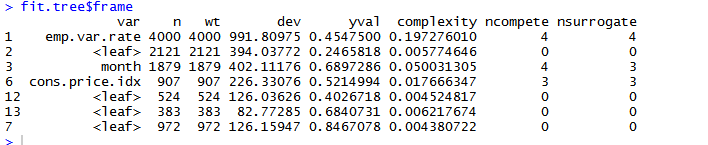 > fit.tree$frame
var n wt dev yval complexity ncompete nsurrogate
1 emp.var.rate 4000 4000 991.80975 0.4547500 0.197276010 4 4
2 <leaf> 2121 2121 394.03772 0.2465818 0.005774646 0 0
3 month 1879 1879 402.11176 0.6897286 0.050031305 4 3
6 cons.price.idx 907 907 226.33076 0.5214994 0.017666347 3 3
12 <leaf> 524 524 126.03626 0.4026718 0.004524817 0 0
13 <leaf> 383 383 82.77285 0.6840731 0.006217674 0 0
7 <leaf> 972 972 126.15947 0.8467078 0.004380722 0 0
>